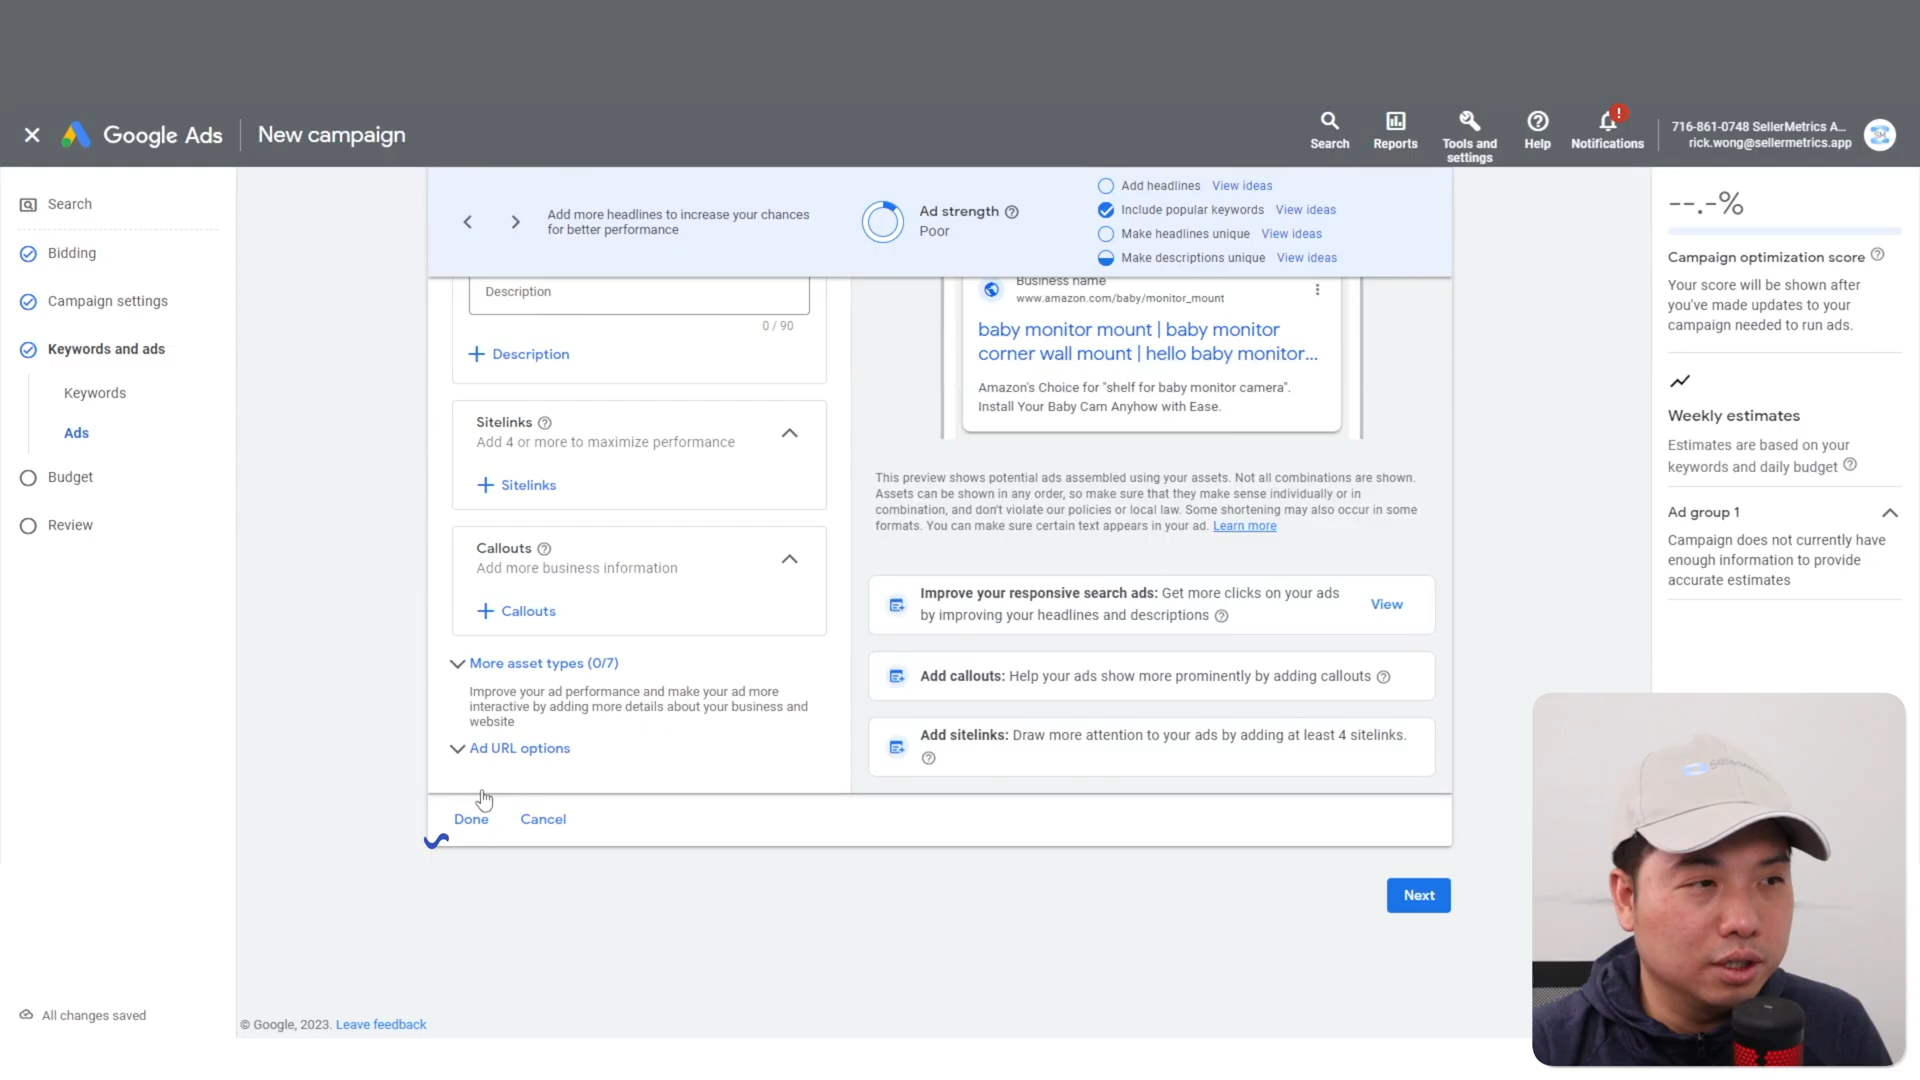 Google Ads
New campaign
Search
Reports
Tools and
settings
Help
!
Notifications
716-861-0748 SellerMetrics A...
rick.wong@sellermetrics.app
SM
Search
Bidding
Campaign settings
Keywords and ads
Keywords
Ads
Budget
Review
All changes saved
Add more headlines to increase your chances
for better performance
Ad strength
Poor
Add headlines View ideas
Include popular keywords View ideas
Make headlines unique View ideas
Make descriptions unique View ideas
Description
0 / 90
Description
Sitelinks
Add 4 or more to maximize performance
Sitelinks
Callouts
Add more business information
Callouts
More asset types (0/7)
Improve your ad performance and make your ad more
interactive by adding more details about your business and
website
Ad URL options
Done
Cancel
Business name
www.amazon.com/baby/monitor_mount
baby monitor mount | baby monitor
corner wall mount | hello baby monitor...
Amazon's Choice for "shelf for baby monitor camera".
Install Your Baby Cam Anyhow with Ease.
This preview shows potential ads assembled using your assets. Not all combinations are shown.
Assets can be shown in any order, so make sure that they make sense individually or in
combination, and don't violate our policies or local law. Some shortening may also occur in some
formats. You can make sure certain text appears in your ad. Learn more
Improve your responsive search ads: Get more clicks on your ads
by improving your headlines and descriptions
View
Add callouts: Help your ads show more prominently by adding callouts
Add sitelinks: Draw more attention to your ads by adding at least 4 sitelinks.
Next
© Google, 2023. Leave feedback
--.-%
Campaign optimization score
Your score will be shown after
you've made updates to your
campaign needed to run ads.
Weekly estimates
Estimates are based on your
keywords and daily budget
Ad group 1
Campaign does not currently have
enough information to provide
accurate estimates